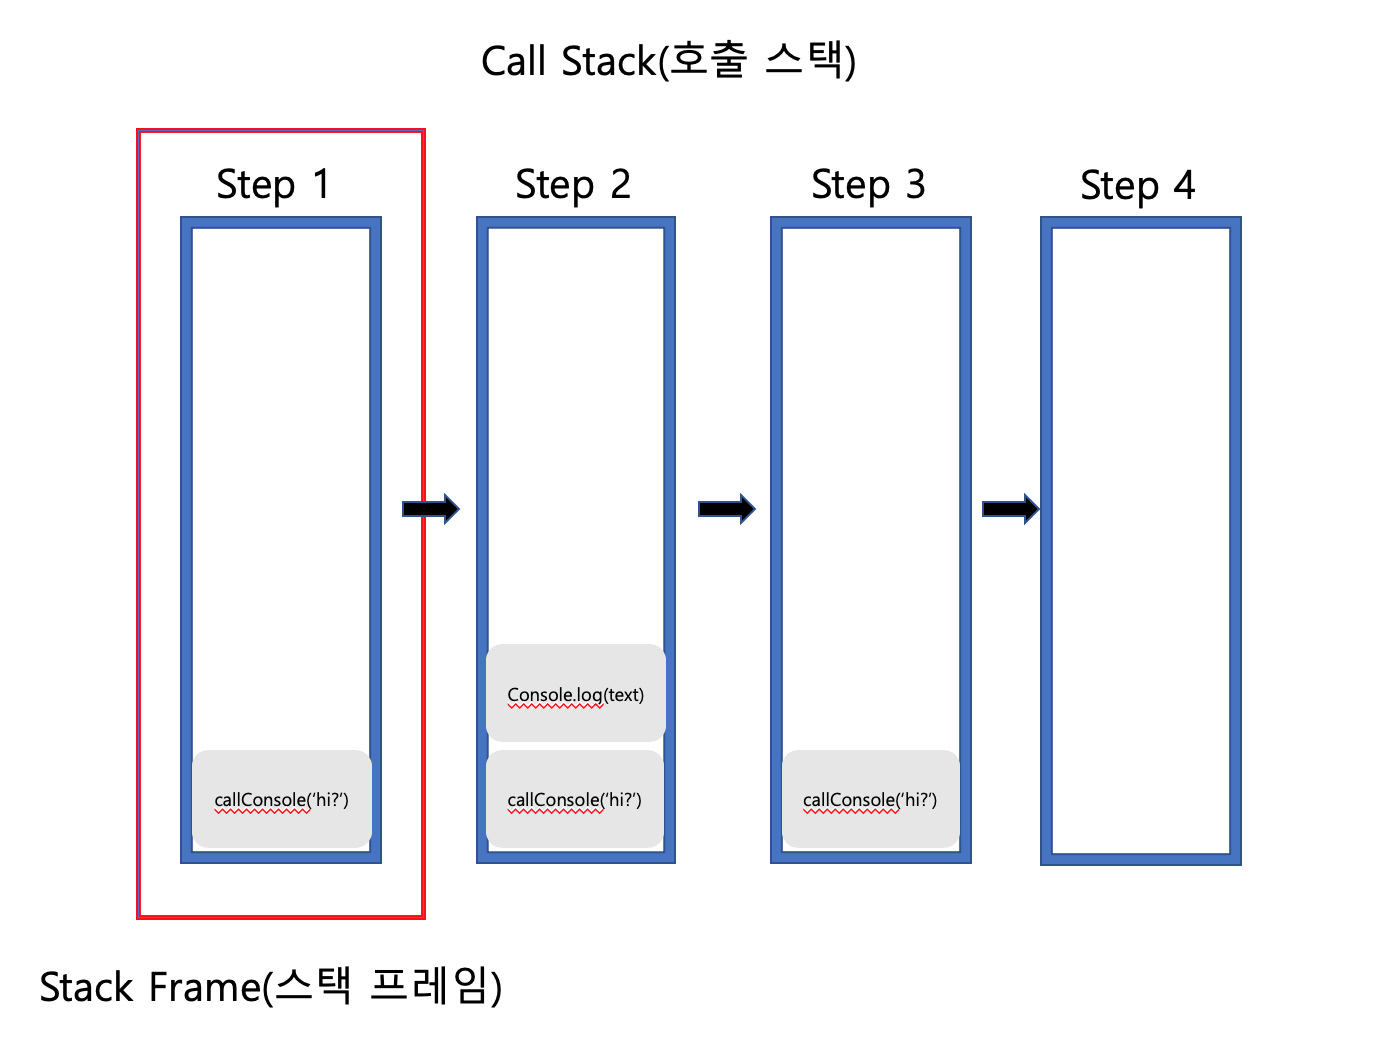 Call Stack(호출 스택)
Step 1
Step 2
Step 3
Step 4
Console.log(text)
callConsole(‘hi?’)
callConsole(‘hi?’)
callConsole(‘hi?’)
Stack Frame(스택 프레임)